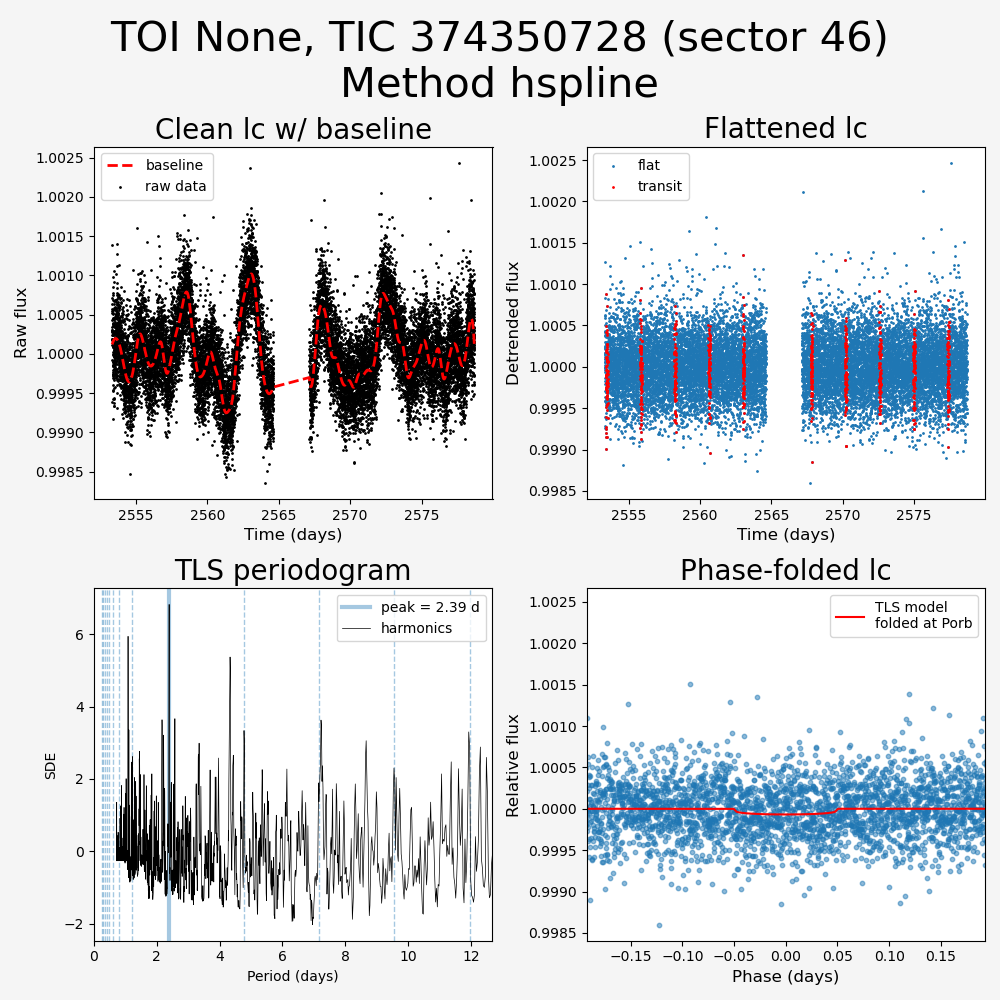 TOI None, TIC 374350728 (sector 46)
Method hspline
Clean lc w/ baseline
baseline
raw data
Raw flux
1.0025
1.0020
1.0015
1.0010
1.0005
1.0000
0.9995
0.9990
0.9985
2555 2560 2565 2570 2575
Time (days)
Flattened lc
flat
transit
Detrended flux
1.0025
1.0020
1.0015
1.0010
1.0005
1.0000
0.9995
0.9990
0.9985
2555 2560 2565 2570 2575
Time (days)
TLS periodogram
peak = 2.39 d
harmonics
SDE
6
4
2
0
−2
0 2 4 6 8 10 12
Period (days)
Phase-folded lc
TLS model
folded at Porb
Relative flux
1.0025
1.0020
1.0015
1.0010
1.0005
1.0000
0.9995
0.9990
0.9985
−0.15 −0.10 −0.05 0.00 0.05 0.10 0.15
Phase (days)